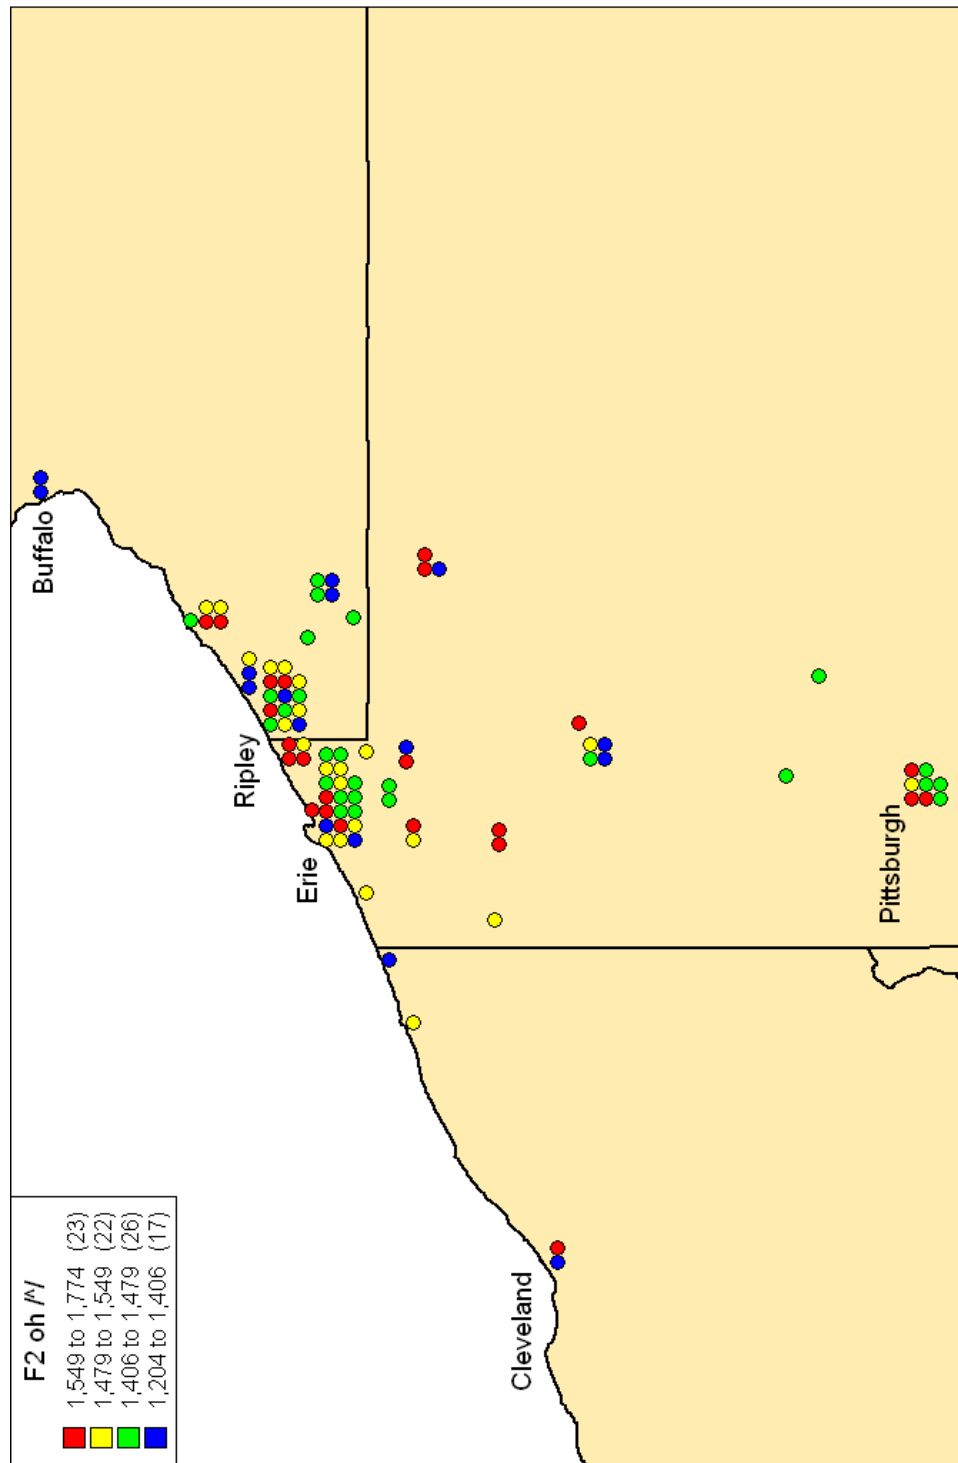 F2 oh /^/
1,549 to 1,774 (23)
1,479 to 1,549 (22)
1,406 to 1,479 (26)
1,204 to 1,406 (17)
Cleveland
Erie
Ripley
Buffalo
Pittsburgh